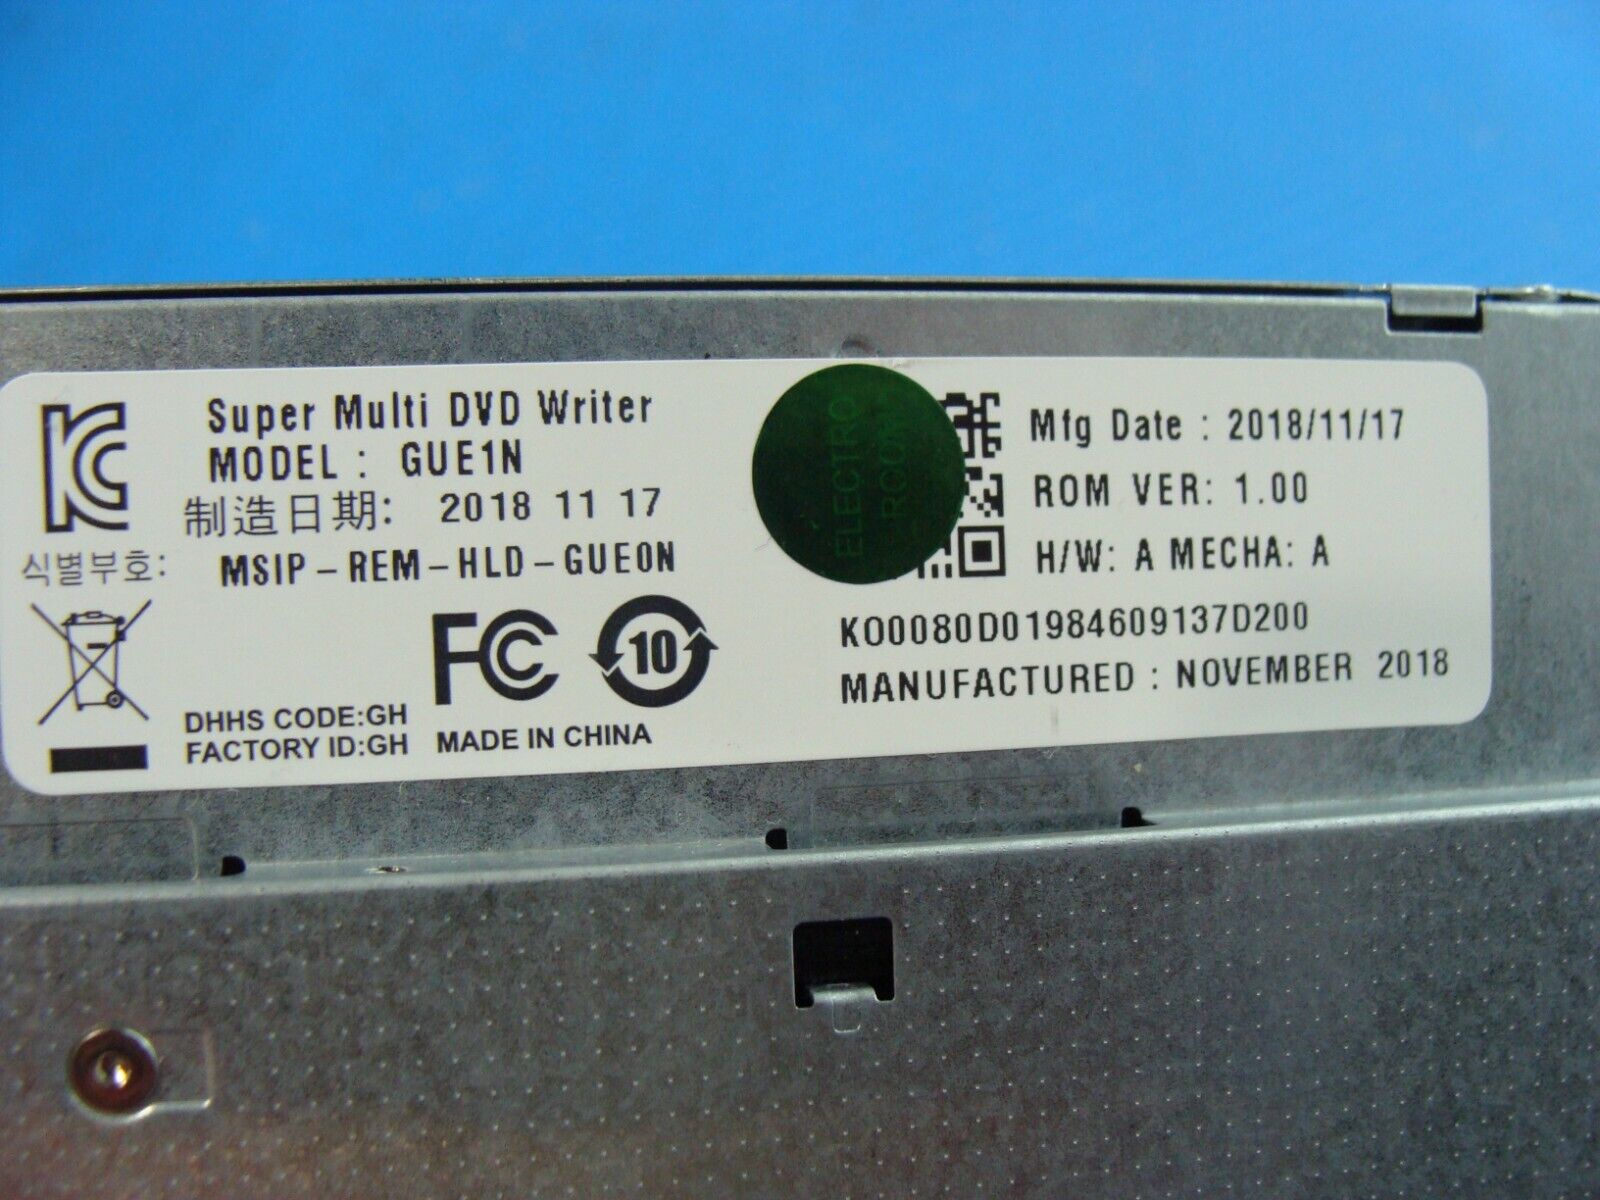 Super Multi DVD Writer
MODEL : GUE1N
制造日期: 2018 11 17
식별부호: MSIP-REM-HLD-GUE0N
FC
10
DHHS CODE:GH
FACTORY ID:GH
MADE IN CHINA
ELECTRO
Mfg Date : 2018/11/17
ROM VER: 1.00
H/W: A MECHA: A
KO0080D01984609137D200
MANUFACTURED : NOVEMBER 2018